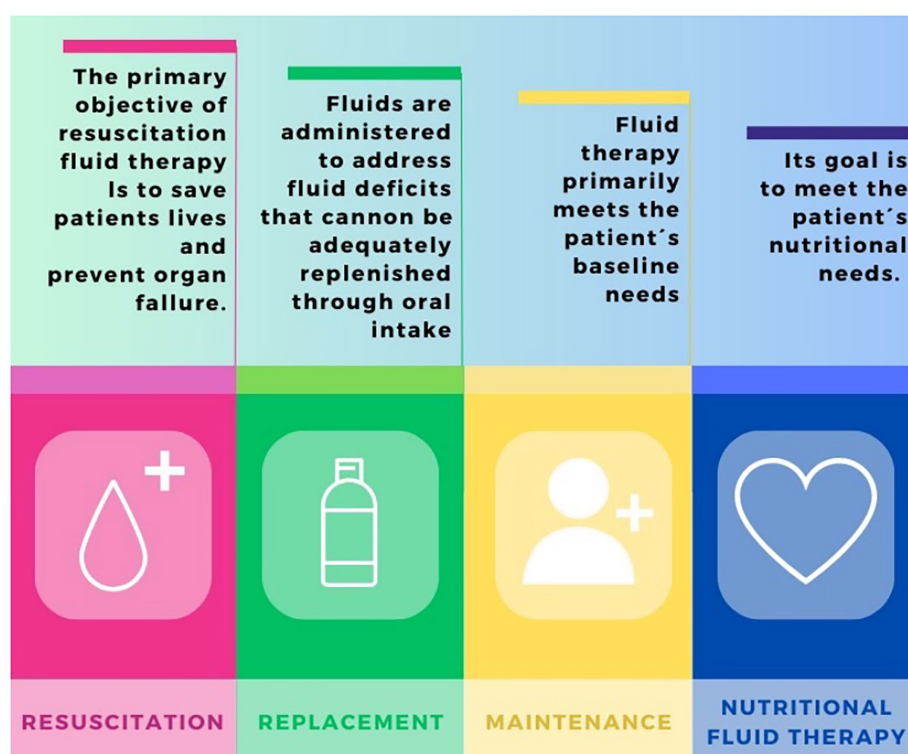 The primary
objective of
resuscitation
fluid therapy
Is to save
patients lives
and
prevent organ
fallure.
Fluids are
administered
to address
fluid deficits
that cannon be
adequately
replenished
through oral
intake
Fluid
therapy
primarily
meets the
patient´s
baseline
needs
Its goal is
to meet the
patient´s
nutritional
needs.
RESUSCITATION
REPLACEMENT
MAINTENANCE
NUTRITIONAL
FLUID THERAPY